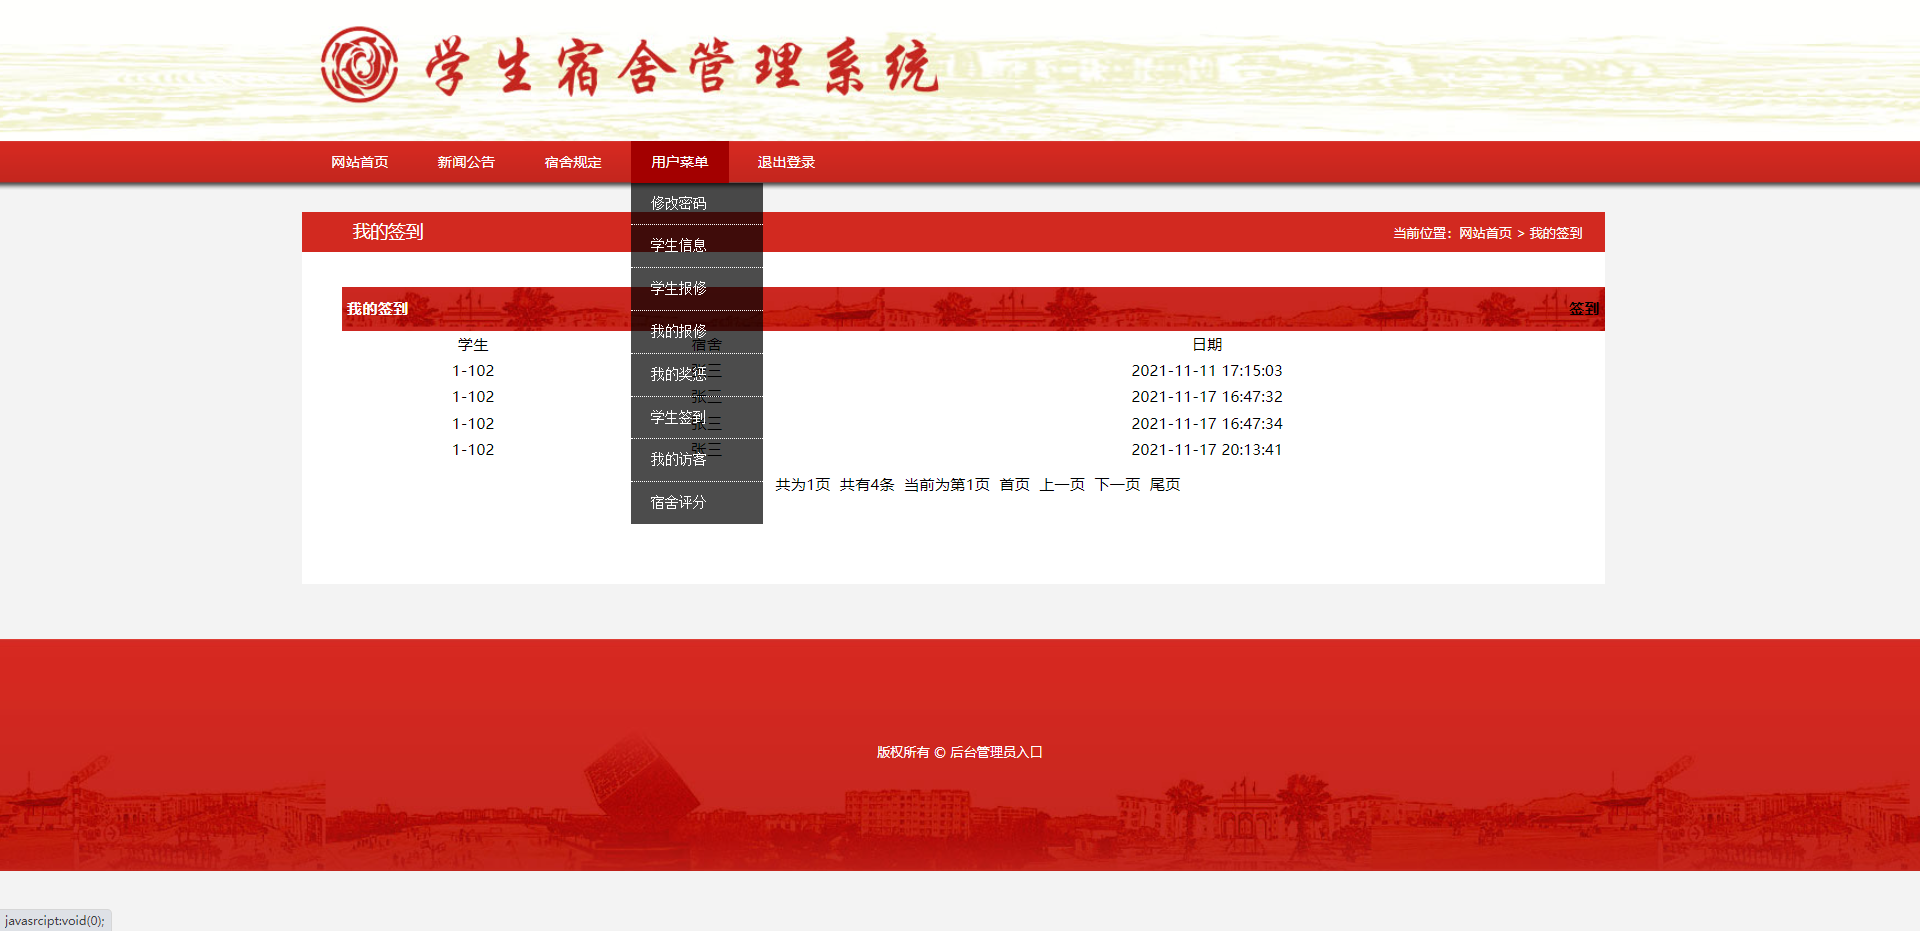 学生宿舍管理系统
网站首页 新闻公告 宿舍规定 用户菜单 退出登录
修改密码
学生信息
学生报修
我的报修
我的奖惩
学生签到
我的访客
宿舍评分
我的签到 当前位置：网站首页 > 我的签到
我的签到 签到
学生 宿舍 日期
1-102 张三 2021-11-11 17:15:03
1-102 张三 2021-11-17 16:47:32
1-102 张三 2021-11-17 16:47:34
1-102 张三 2021-11-17 20:13:41
共为1页 共有4条 当前为第1页 首页 上一页 下一页 尾页
版权所有 © 后台管理员入口
javasrcipt:void(0);